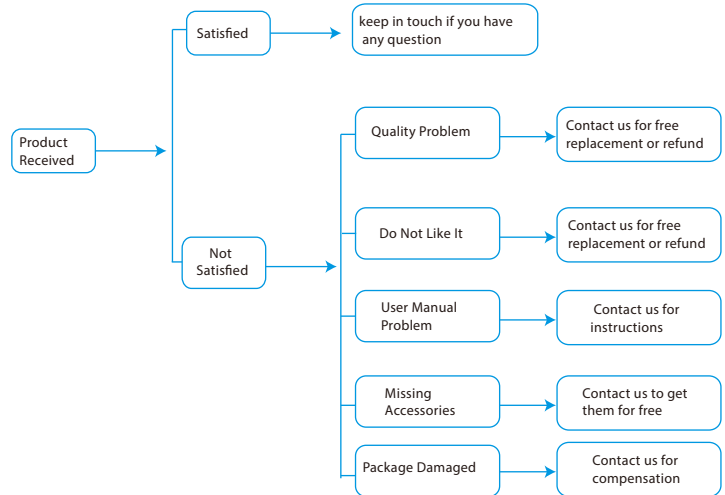 Product
Received
Satisfied
keep in touch if you have
any question
Not
Satisfied
Quality Problem
Contact us for free
replacement or refund
Do Not Like It
Contact us for free
replacement or refund
User Manual
Problem
Contact us for
instructions
Missing
Accessories
Contact us to get
them for free
Package Damaged
Contact us for
compensation